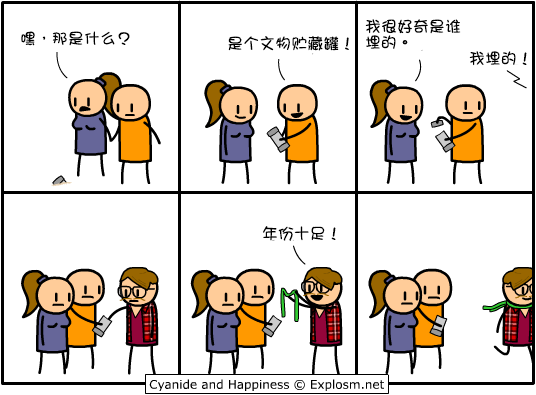 嘿，那是什么？
是个文物贮藏罐！
我很好奇是谁
埋的。
我埋的！
年份十足！
Cyanide and Happiness © Explosm.net